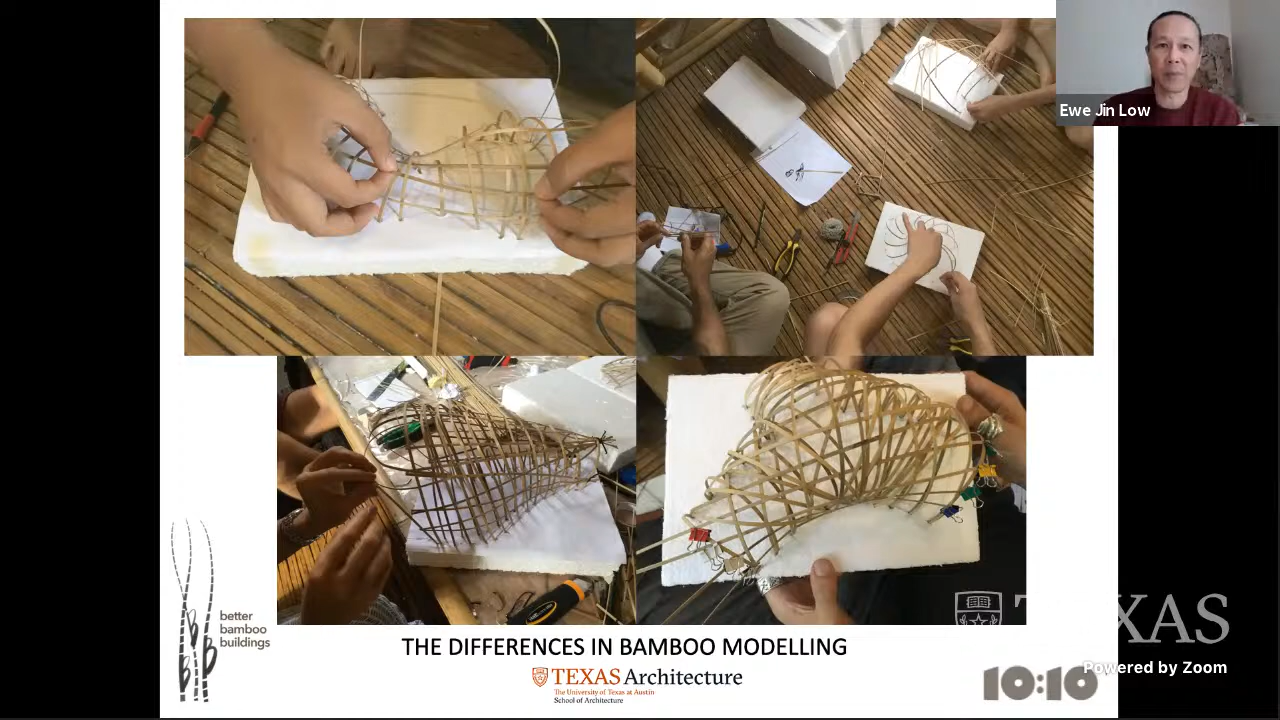 Ewe Jin Low
better
bamboo
buildings
THE DIFFERENCES IN BAMBOO MODELLING
TEXAS Architecture
The University of Texas at Austin
School of Architecture
TEXAS
Powered by Zoom
10:10